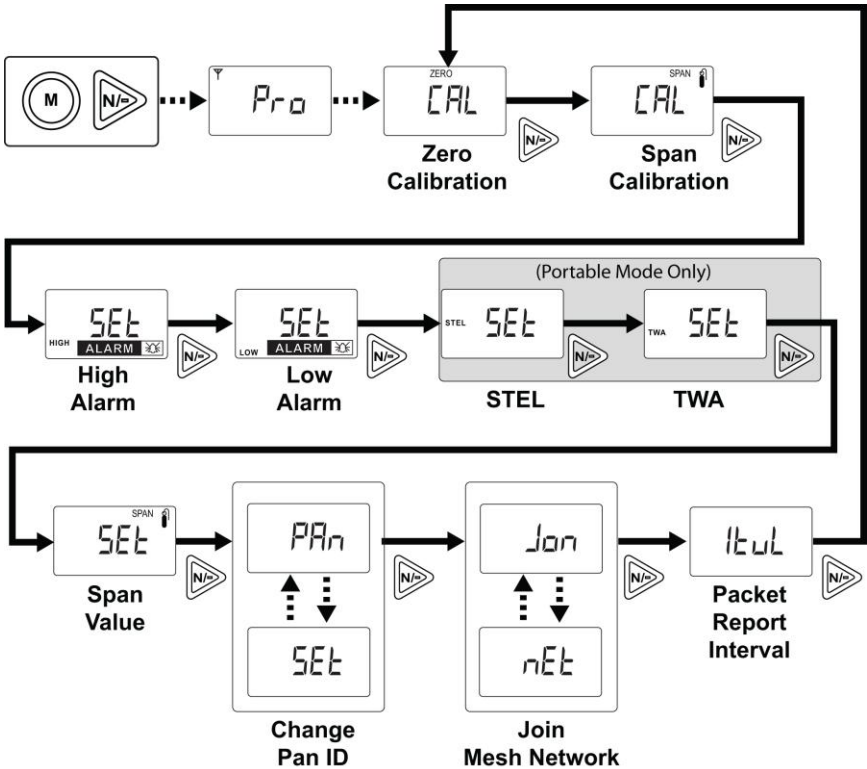 M N/-
Pro
ZERO
CAL
N/-
SPAN
CAL
N/-
Zero
Calibration
Span
Calibration
(Portable Mode Only)
HIGH
SEt
ALARM
N/-
LOW
SEt
ALARM
N/-
STEL
SEt
N/-
TWA
SEt
N/-
High
Alarm
Low
Alarm
STEL
TWA
SPAN
SEt
N/-
PAn
SEt
N/-
Jon
nEt
N/-
ItuL
N/-
Span
Value
Change
Pan ID
Join
Mesh Network
Packet
Report
Interval